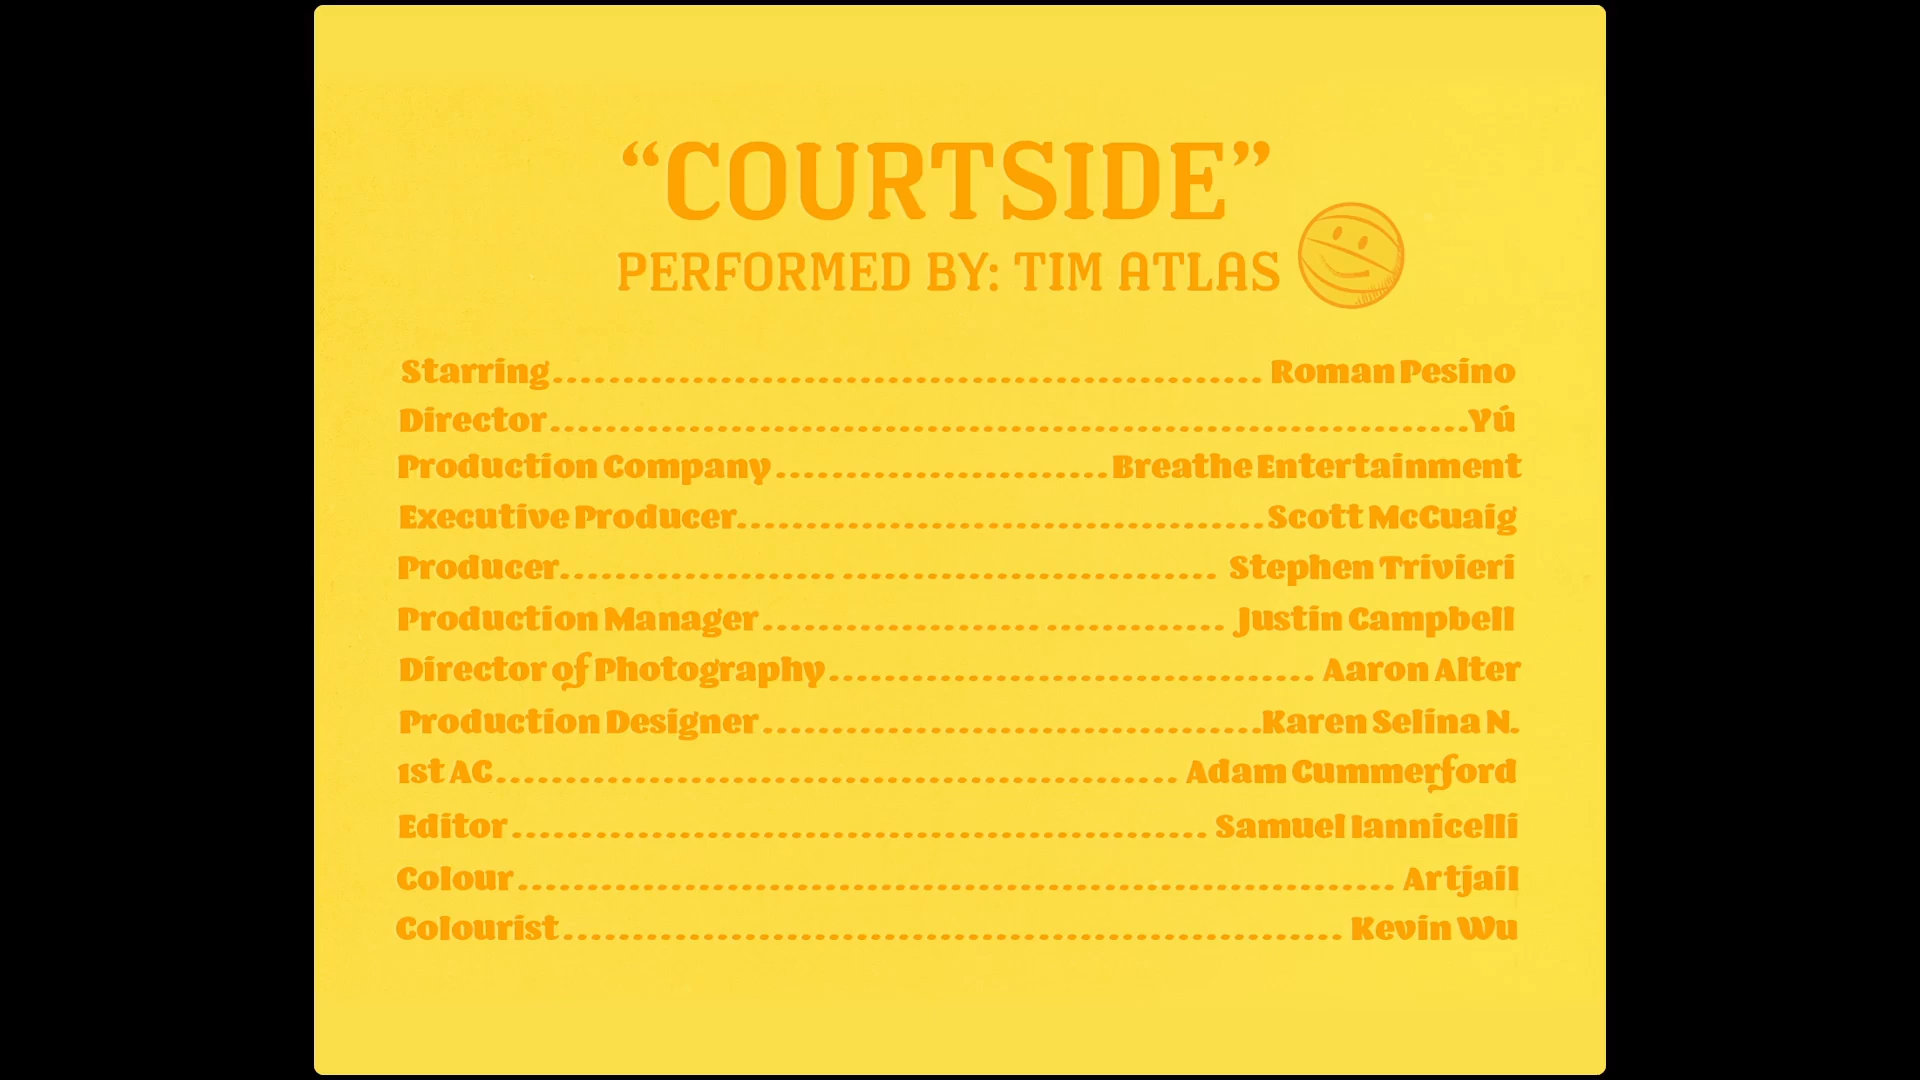 “COURTSIDE”
PERFORMED BY: TIM ATLAS
Starring.................................................. Roman Pesino
Director..................................................................Yú
Production Company........................Breathe Entertainment
Executive Producer......................................Scott McCuaig
Producer.................... ........................... Stephen Trivieri
Production Manager.................... ............. Justin Campbell
Director of Photography................................... Aaron Alter
Production Designer....................................Karen Selina N.
1st AC................................................. Adam Cummerford
Editor.................................................. Samuel Iannicelli
Colour............................................................... Artjail
Colourist........................................................ Kevin Wu